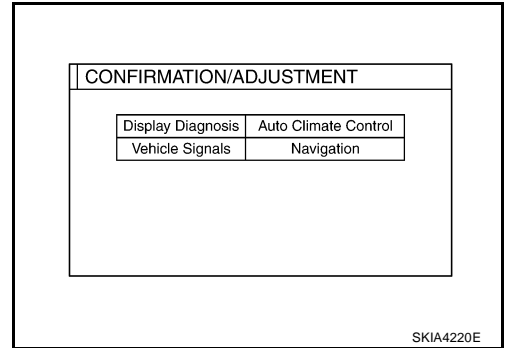 CONFIRMATION/ADJUSTMENT
Display Diagnosis Auto Climate Control
Vehicle Signals Navigation
SKIA4220E